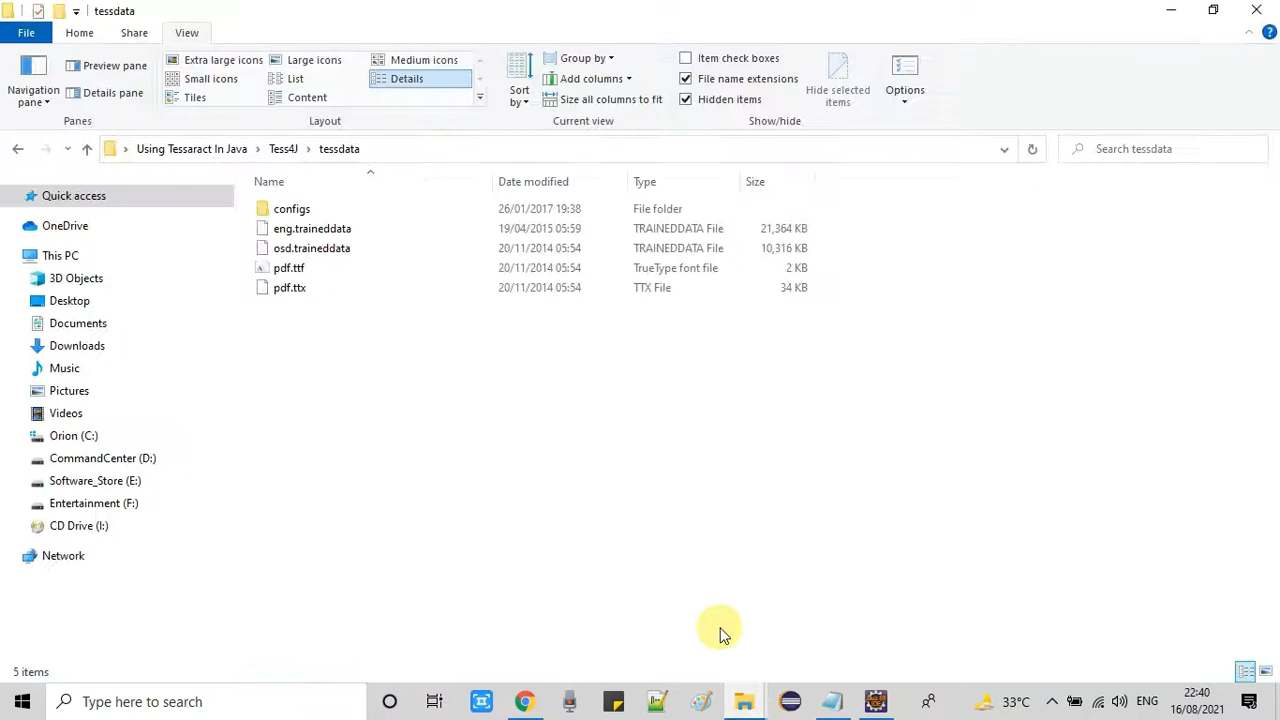 tessdata
File Home Share View
Navigation pane
Preview pane
Details pane
Panes
Extra large icons Large icons Medium icons
Small icons List Details
Tiles Content
Layout
Sort by
Group by
Add columns
Size all columns to fit
Current view
Item check boxes
File name extensions
Hidden items
Hide selected items
Show/hide
Options
Using Tessaract In Java Tess4J tessdata
Search tessdata
Name Date modified Type Size
configs 26/01/2017 19:38 File folder
eng.traineddata 19/04/2015 05:59 TRAINEDDATA File 21,364 KB
osd.traineddata 20/11/2014 05:54 TRAINEDDATA File 10,316 KB
pdf.ttf 20/11/2014 05:54 TrueType font file 2 KB
pdf.ttx 20/11/2014 05:54 TTX File 34 KB
Quick access
OneDrive
This PC
3D Objects
Desktop
Documents
Downloads
Music
Pictures
Videos
Orion (C:)
CommandCenter (D:)
Software_Store (E:)
Entertainment (F:)
CD Drive (I:)
Network
5 items
Type here to search
33°C
ENG
22:40
16/08/2021